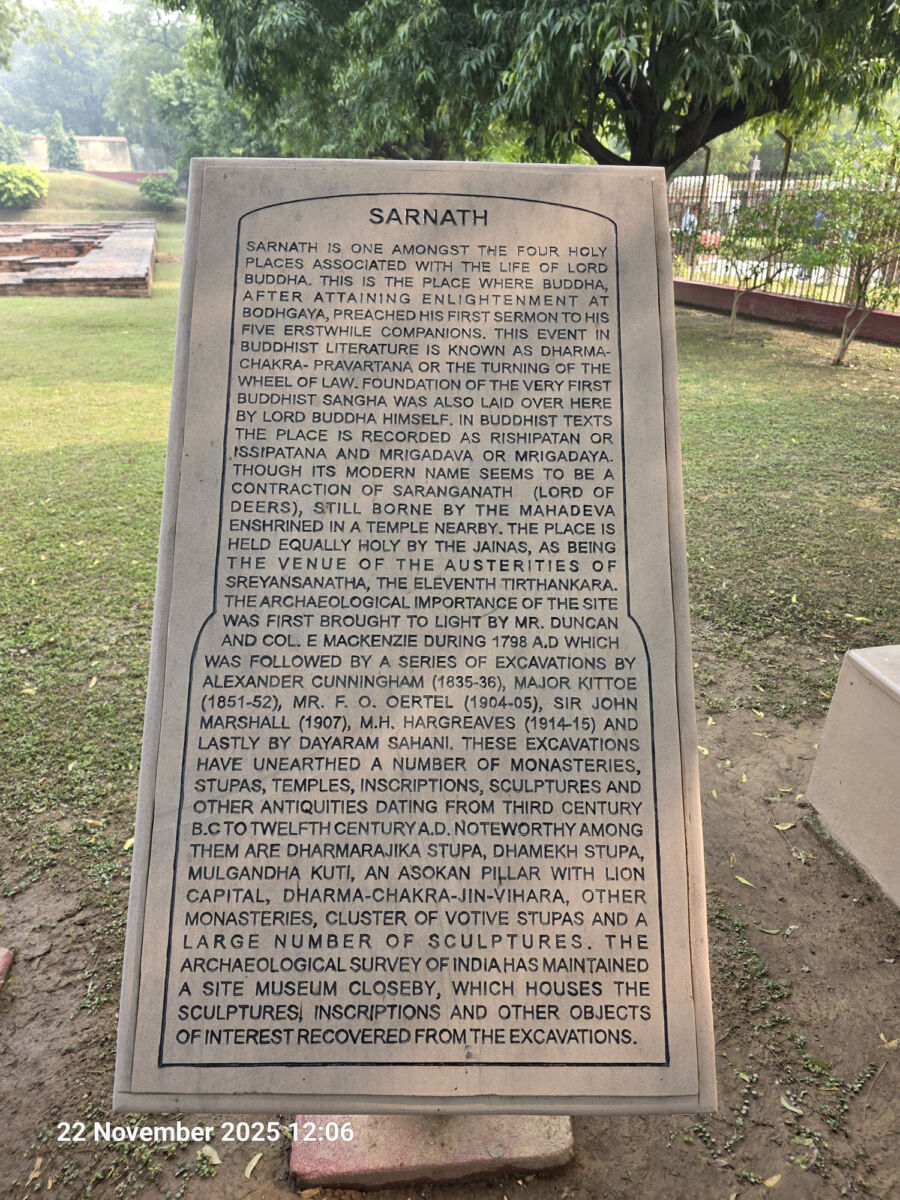 SARNATH
SARNATH IS ONE AMONGST THE FOUR HOLY
PLACES ASSOCIATED WITH THE LIFE OF LORD
BUDDHA. THIS IS THE PLACE WHERE BUDDHA,
AFTER ATTAINING ENLIGHTENMENT AT
BODHGAYA, PREACHED HIS FIRST SERMON TO HIS
FIVE ERSTWHILE COMPANIONS. THIS EVENT IN
BUDDHIST LITERATURE IS KNOWN AS DHARMA-
CHAKRA- PRAVARTANA OR THE TURNING OF THE
WHEEL OF LAW. FOUNDATION OF THE VERY FIRST
BUDDHIST SANGHA WAS ALSO LAID OVER HERE
BY LORD BUDDHA HIMSELF. IN BUDDHIST TEXTS
THE PLACE IS RECORDED AS RISHIPATAN OR
ISSIPATANA AND MRIGADAVA OR MRIGADAYA.
THOUGH ITS MODERN NAME SEEMS TO BE A
CONTRACTION OF SARANGANATH (LORD OF
DEERS), STILL BORNE BY THE MAHADEVA
ENSHRINED IN A TEMPLE NEARBY. THE PLACE IS
HELD EQUALLY HOLY BY THE JAINAS, AS BEING
THE VENUE OF THE AUSTERITIES OF
SREYANSANATHA, THE ELEVENTH TIRTHANKARA.
THE ARCHAEOLOGICAL IMPORTANCE OF THE SITE
WAS FIRST BROUGHT TO LIGHT BY MR. DUNCAN
AND COL. E MACKENZIE DURING 1798 A.D WHICH
WAS FOLLOWED BY A SERIES OF EXCAVATIONS BY
ALEXANDER CUNNINGHAM (1835-36), MAJOR KITTOE
(1851-52), MR. F. O. OERTEL (1904-05), SIR JOHN
MARSHALL (1907), M.H. HARGREAVES (1914-15) AND
LASTLY BY DAYARAM SAHANI. THESE EXCAVATIONS
HAVE UNEARTHED A NUMBER OF MONASTERIES,
STUPAS, TEMPLES, INSCRIPTIONS, SCULPTURES AND
OTHER ANTIQUITIES DATING FROM THIRD CENTURY
B.C TO TWELFTH CENTURY A.D. NOTEWORTHY AMONG
THEM ARE DHARMARAJIKA STUPA, DHAMEKH STUPA,
MULGANDHA KUTI, AN ASOKAN PILLAR WITH LION
CAPITAL, DHARMA-CHAKRA-JIN-VIHARA, OTHER
MONASTERIES, CLUSTER OF VOTIVE STUPAS AND A
LARGE NUMBER OF SCULPTURES. THE
ARCHAEOLOGICAL SURVEY OF INDIA HAS MAINTAINED
A SITE MUSEUM CLOSEBY, WHICH HOUSES THE
SCULPTURES, INSCRIPTIONS AND OTHER OBJECTS
OF INTEREST RECOVERED FROM THE EXCAVATIONS.
22 November 2025 12:06